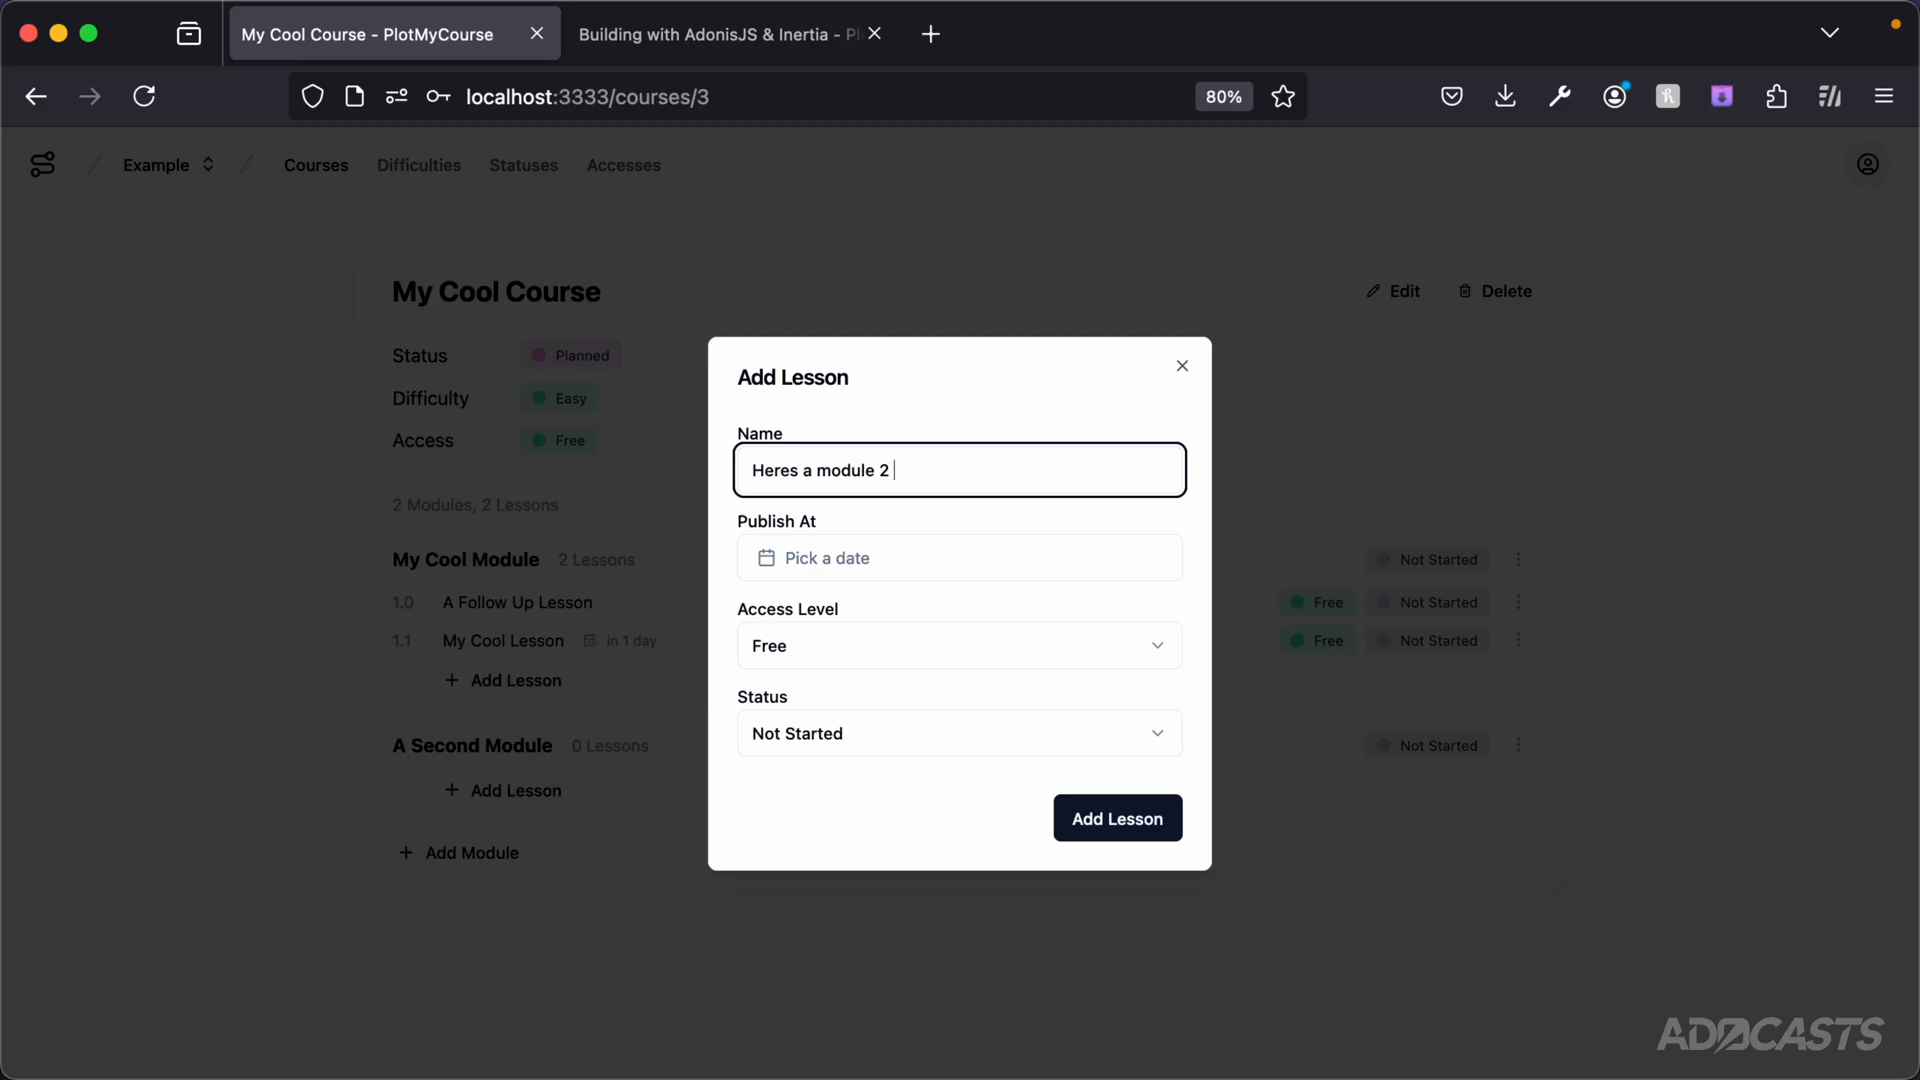 My Cool Course - PlotMyCourse
Building with AdonisJS & Inertia - Pl
localhost:3333/courses/3
80%
Example
Courses
Difficulties
Statuses
Accesses
My Cool Course
Edit
Delete
Status
Planned
Difficulty
Easy
Access
Free
2 Modules, 2 Lessons
My Cool Module
2 Lessons
Not Started
1.0
A Follow Up Lesson
Free
Not Started
1.1
My Cool Lesson
in 1 day
Free
Not Started
+ Add Lesson
A Second Module
0 Lessons
Not Started
+ Add Lesson
+ Add Module
Add Lesson
Name
Heres a module 2
Publish At
Pick a date
Access Level
Free
Status
Not Started
Add Lesson
ADOCASTS